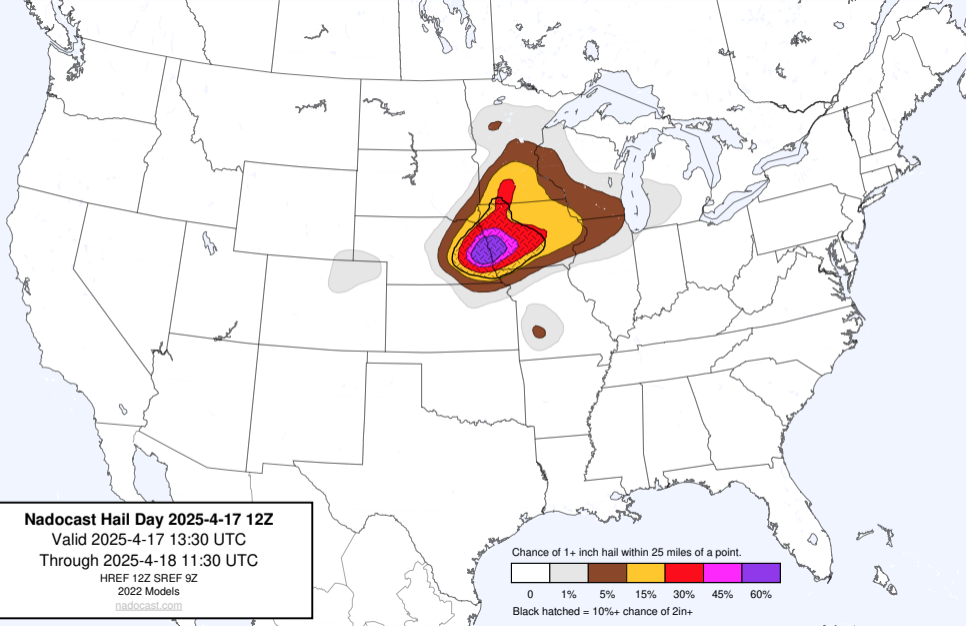 Nadocast Hail Day 2025-4-17 12Z
Valid 2025-4-17 13:30 UTC
Through 2025-4-18 11:30 UTC
HREF 12Z SREF 9Z
2022 Models
nadocast.com
Chance of 1+ inch hail within 25 miles of a point.
0 1% 5% 15% 30% 45% 60%
Black hatched = 10%+ chance of 2in+